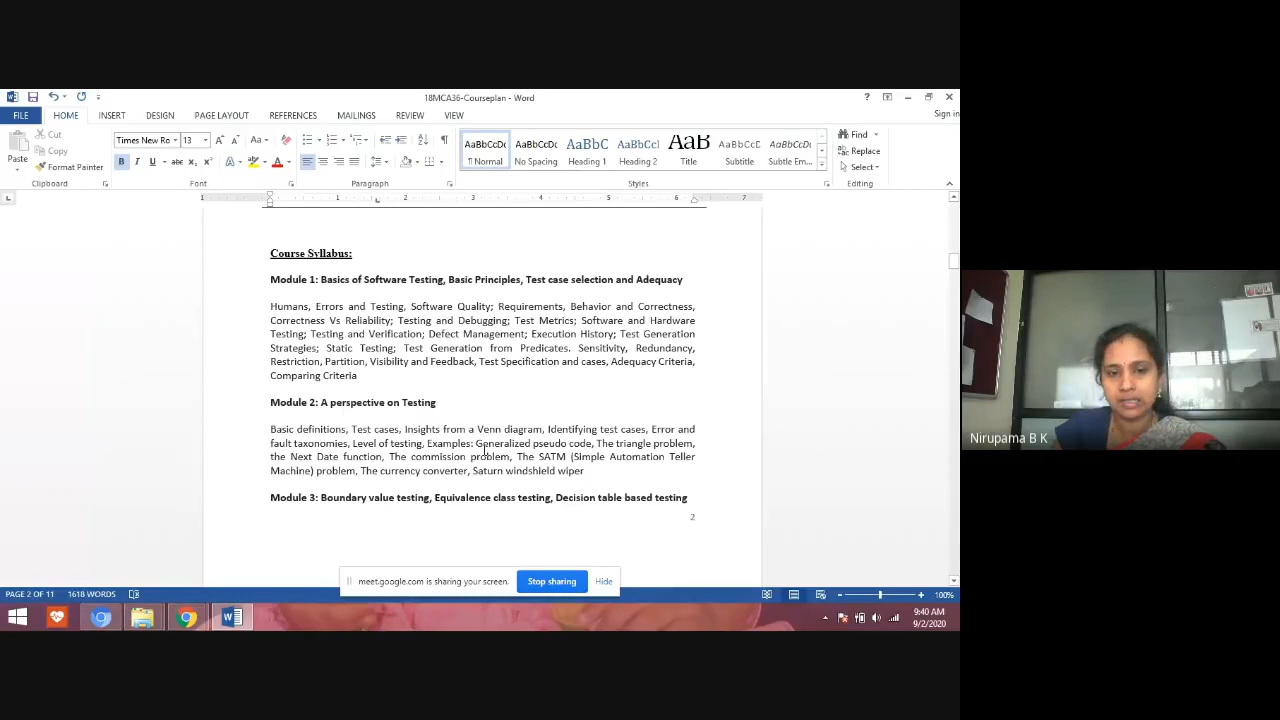 18MCA36-Courseplan - Word
Sign in
FILE HOME INSERT DESIGN PAGE LAYOUT REFERENCES MAILINGS REVIEW VIEW
Paste
Cut
Copy
Format Painter
Clipboard
Times New Ro 13
Font
Paragraph
AaBbCcDc AaBbCcDc AaBbC AaBbCcl AaB AaBbCcC AaBbCcDc
¶ Normal No Spacing Heading 1 Heading 2 Title Subtitle Subtle Em...
Styles
Find
Replace
Select
Editing
1 1 2 3 4 5 6 7
Course Syllabus:
Module 1: Basics of Software Testing, Basic Principles, Test case selection and Adequacy
Humans, Errors and Testing, Software Quality; Requirements, Behavior and Correctness,
Correctness Vs Reliability; Testing and Debugging; Test Metrics; Software and Hardware
Testing; Testing and Verification; Defect Management; Execution History; Test Generation
Strategies; Static Testing; Test Generation from Predicates. Sensitivity, Redundancy,
Restriction, Partition, Visibility and Feedback, Test Specification and cases, Adequacy Criteria,
Comparing Criteria
Module 2: A perspective on Testing
Basic definitions, Test cases, Insights from a Venn diagram, Identifying test cases, Error and
fault taxonomies, Level of testing, Examples: Generalized pseudo code, The triangle problem,
the Next Date function, The commission problem, The SATM (Simple Automation Teller
Machine) problem, The currency converter, Saturn windshield wiper
Module 3: Boundary value testing, Equivalence class testing, Decision table based testing
2
meet.google.com is sharing your screen. Stop sharing Hide
PAGE 2 OF 11 1618 WORDS 100%
9:40 AM
9/2/2020
Nirupama B K